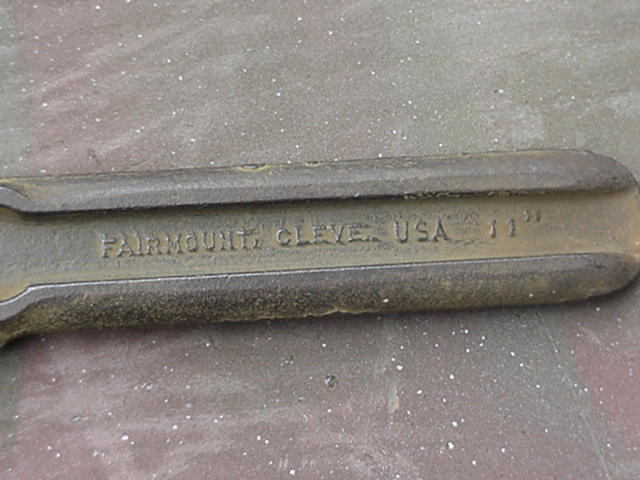 FAIRMOUNT, CLEVE. USA 11"